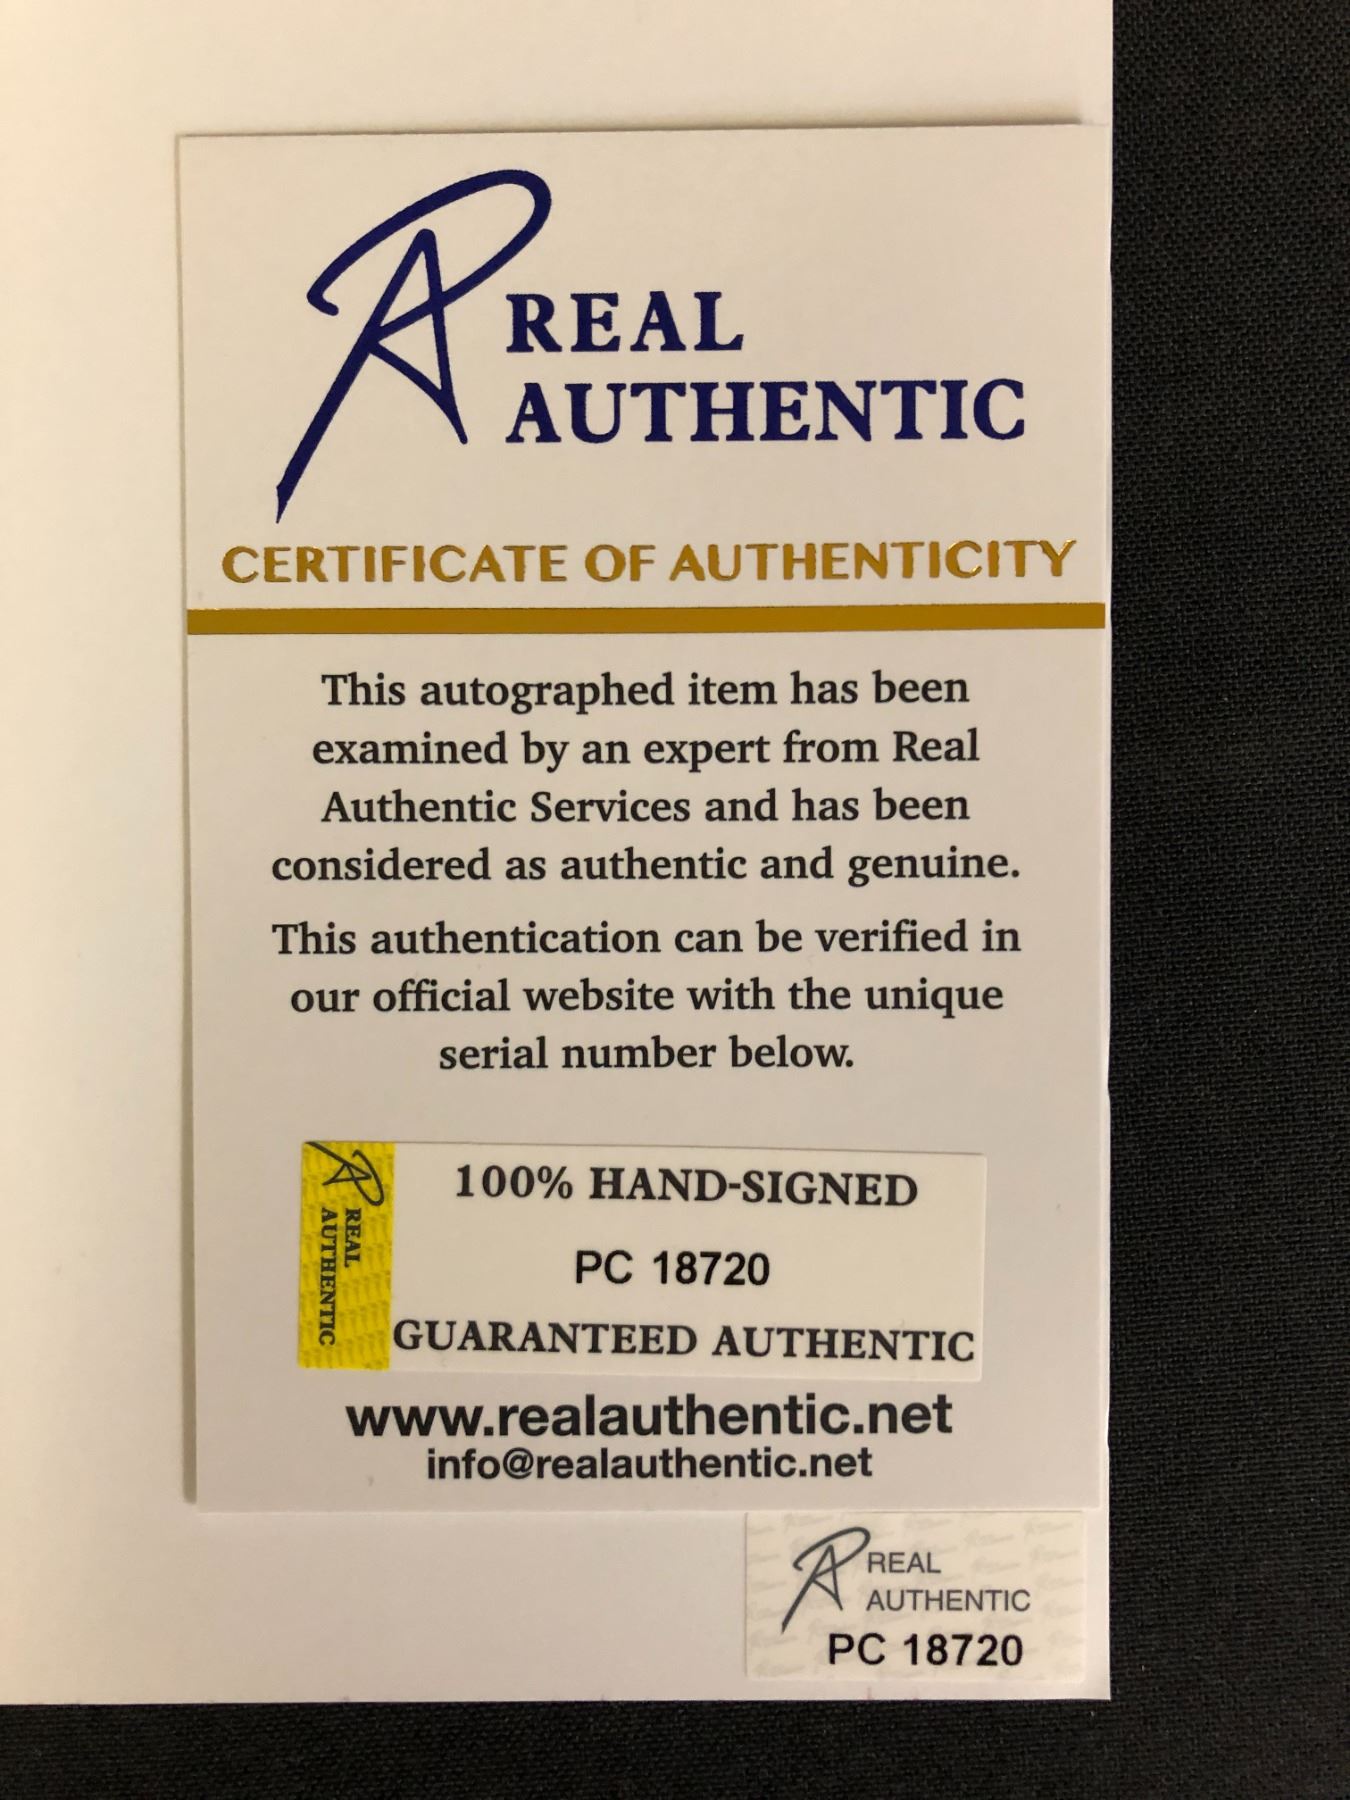 REAL
AUTHENTIC
CERTIFICATE OF AUTHENTICITY
This autographed item has been
examined by an expert from Real
Authentic Services and has been
considered as authentic and genuine.
This authentication can be verified in
our official website with the unique
serial number below.
REAL
AUTHENTIC
100% HAND-SIGNED
PC 18720
GUARANTEED AUTHENTIC
www.realauthentic.net
info@realauthentic.net
REAL
AUTHENTIC
PC 18720